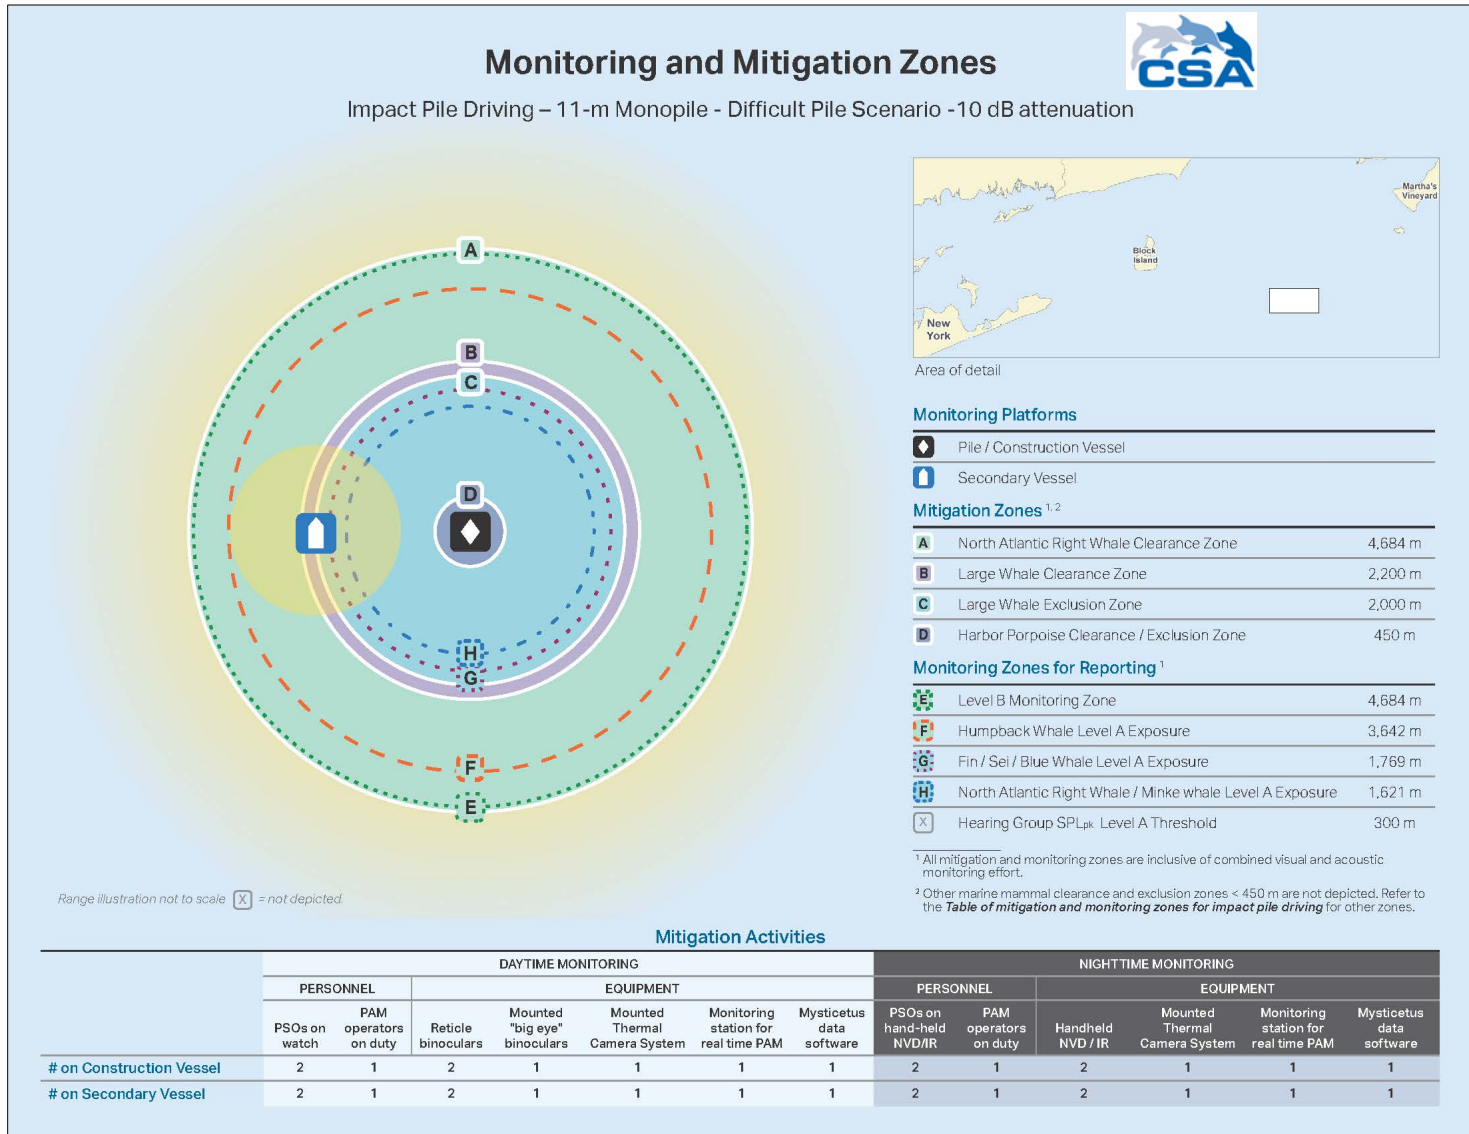 CSA
Monitoring and Mitigation Zones
Impact Pile Driving – 11-m Monopile - Difficult Pile Scenario -10 dB attenuation
A
B
C
D
H
G
F
E
Martha's
Vineyard
Block
Island
New
York
Area of detail
Monitoring Platforms
Pile / Construction Vessel
Secondary Vessel
Mitigation Zones 1, 2
A North Atlantic Right Whale Clearance Zone 4,684 m
B Large Whale Clearance Zone 2,200 m
C Large Whale Exclusion Zone 2,000 m
D Harbor Porpoise Clearance / Exclusion Zone 450 m
Monitoring Zones for Reporting 1
E Level B Monitoring Zone 4,684 m
F Humpback Whale Level A Exposure 3,642 m
G Fin / Sei / Blue Whale Level A Exposure 1,769 m
H North Atlantic Right Whale / Minke whale Level A Exposure 1,621 m
X Hearing Group SPLpk Level A Threshold 300 m
1 All mitigation and monitoring zones are inclusive of combined visual and acoustic
monitoring effort.
2 Other marine mammal clearance and exclusion zones < 450 m are not depicted. Refer to
the Table of mitigation and monitoring zones for impact pile driving for other zones.
Range illustration not to scale X = not depicted.
Mitigation Activities
DAYTIME MONITORING NIGHTTIME MONITORING
PERSONNEL EQUIPMENT PERSONNEL EQUIPMENT
PSOs on watch PAM operators on duty Reticle binoculars Mounted "big eye" binoculars Mounted Thermal Camera System Monitoring station for real time PAM Mysticetus data software PSOs on hand-held NVD/IR PAM operators on duty Handheld NVD / IR Mounted Thermal Camera System Monitoring station for real time PAM Mysticetus data software
# on Construction Vessel 2 1 2 1 1 1 1 2 1 2 1 1 1
# on Secondary Vessel 2 1 2 1 1 1 1 2 1 2 1 1 1